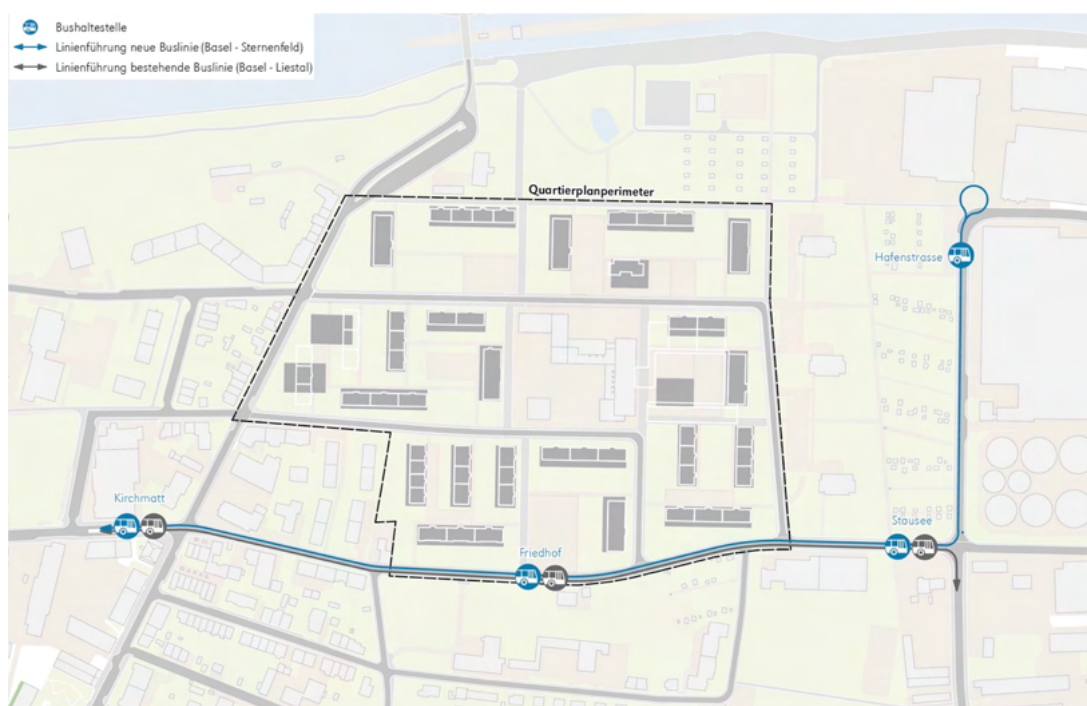 Bushaltestelle
Linienführung neue Buslinie (Basel - Sternenfeld)
Linienführung bestehende Buslinie (Basel - Liestal)
Quartierplanperimeter
Hafenstrasse
Kirchmatt
Stausee
Friedhof